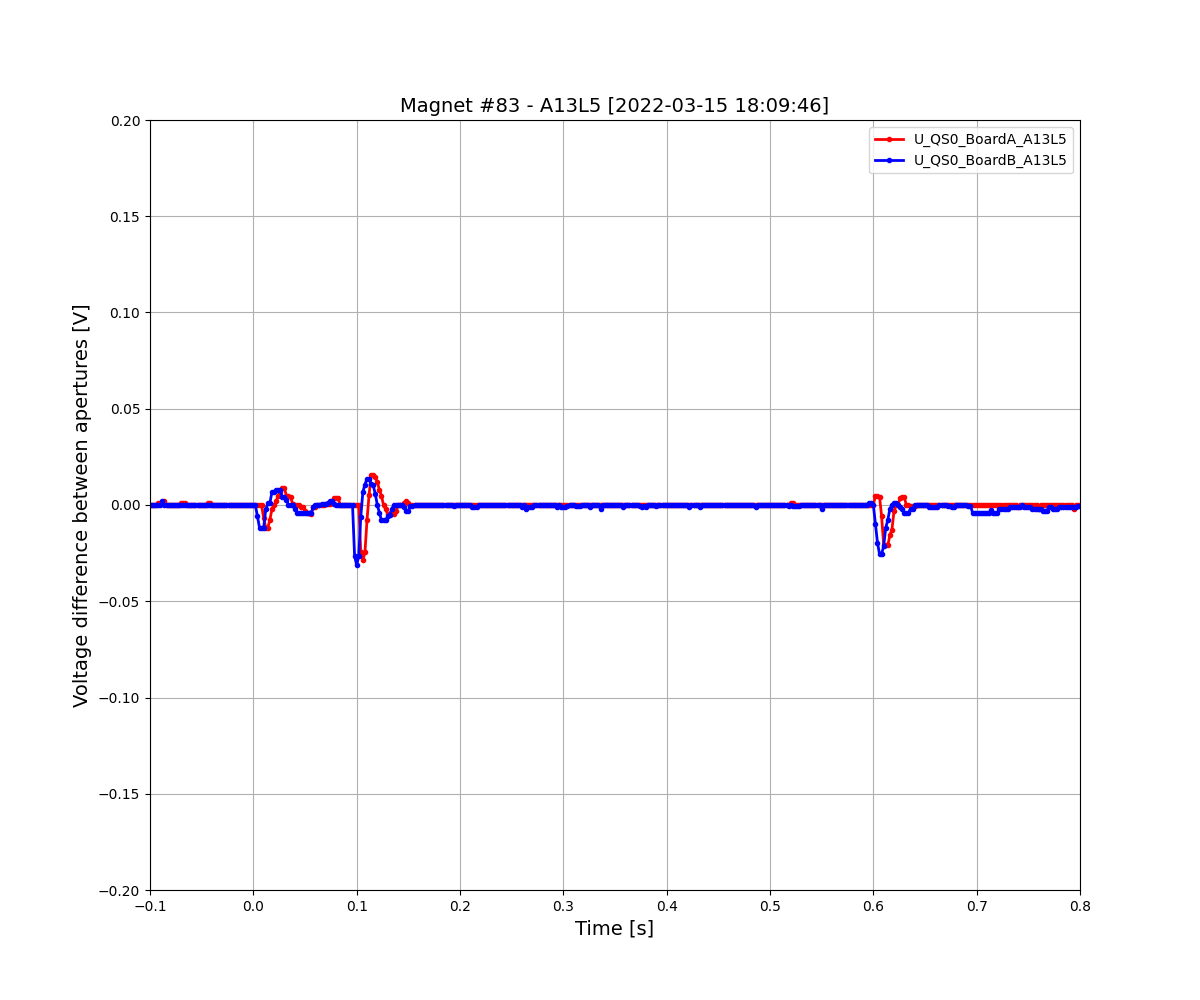 Magnet #83 - A13L5 [2022-03-15 18:09:46]
U_QS0_BoardA_A13L5
U_QS0_BoardB_A13L5
Voltage difference between apertures [V]
0.20
0.15
0.10
0.05
0.00
−0.05
−0.10
−0.15
−0.20
−0.1 0.0 0.1 0.2 0.3 0.4 0.5 0.6 0.7 0.8
Time [s]